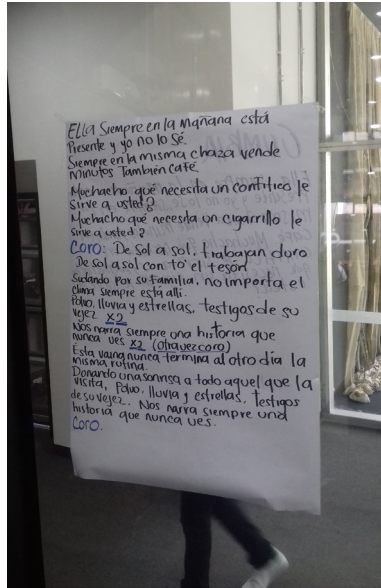 Ella Siempre en la Mañana está
Presente y yo no lo sé.
Siempre en la misma chaza vende
minutos También café
Muchacho qué necesita un confitico le
sirve a usted?
Muchacho qué necesita un cigarrillo le
sirve a usted?
Coro: De Sol a sol, trabajan duro
De sol a sol con to' el tesón
Sudando por su familia, no importa el
clima siempre está alli.
Polvo, lluvia y estrellas, testigos de su
vejez x2
Nos narra siempre una historia que
nunca ves x2 (otra vez coro)
Esta vaina nunca termina al otro día la
misma rutina.
Donando una sonrisa a todo aquel que la
visita, Polvo, lluvia y estrellas, Testigos
de su vejez. Nos narra siempre una
historia que nunca ves.
Coro.